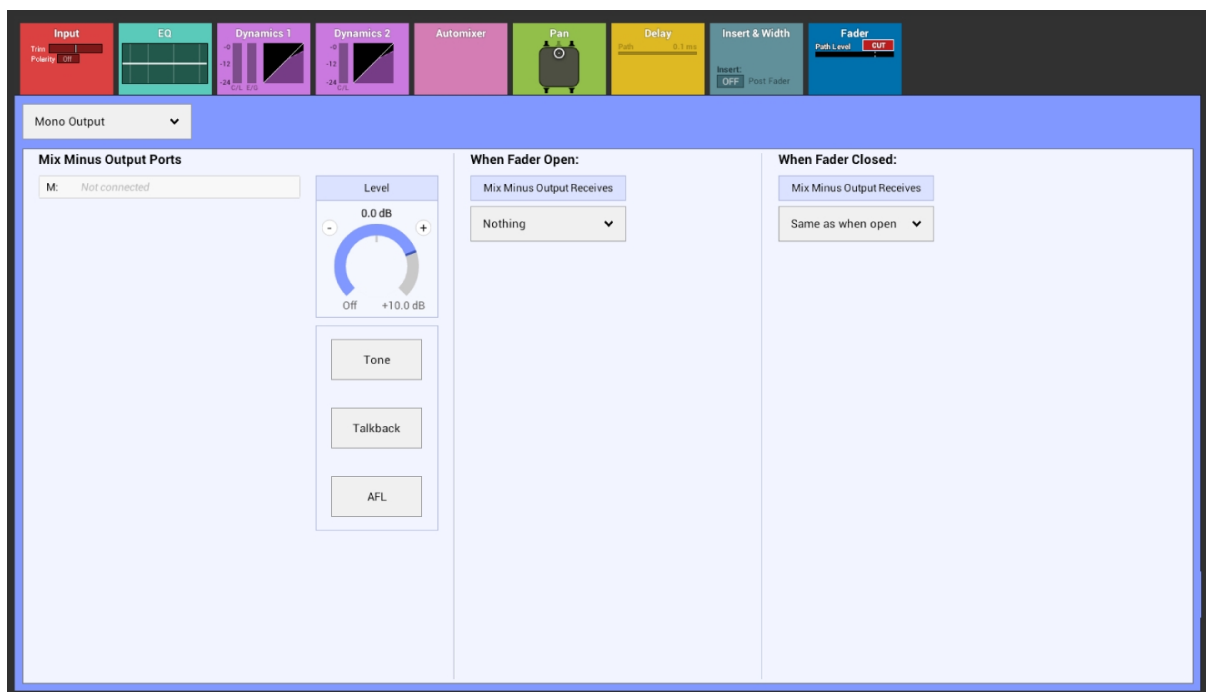 Input
Trim
Polarity Off
EQ
Dynamics 1
-0
-12
-24
C/L E/G
Dynamics 2
-0
-12
-24
C/L
Automixer
Pan
Delay
Path 0.1 ms
Insert & Width
Insert:
OFF Post Fader
Fader
Path Level CUT
Mono Output
Mix Minus Output Ports
M: Not connected
Level
0.0 dB
- +
Off +10.0 dB
Tone
Talkback
AFL
When Fader Open:
Mix Minus Output Receives
Nothing
When Fader Closed:
Mix Minus Output Receives
Same as when open